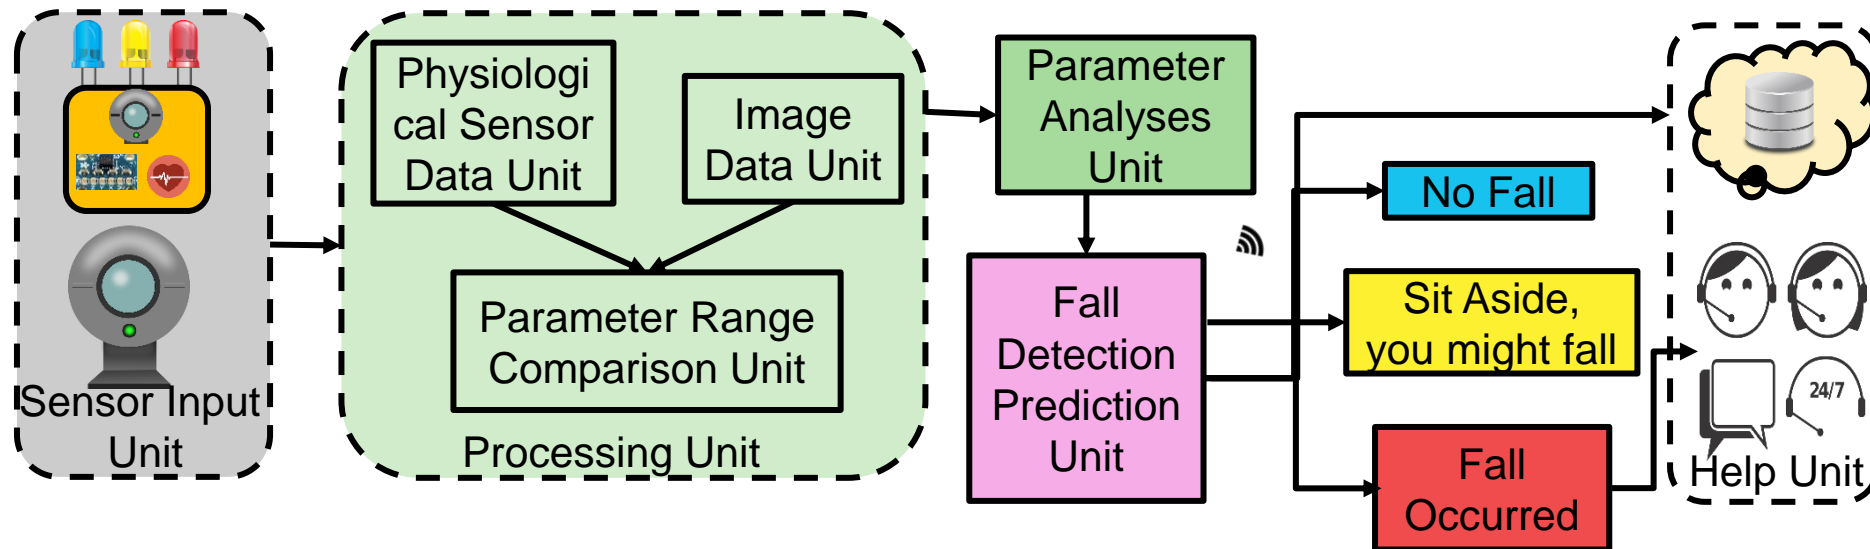 Sensor Input
Unit
Physiologi
cal Sensor
Data Unit
Image
Data Unit
Parameter Range
Comparison Unit
Processing Unit
Parameter
Analyses
Unit
Fall
Detection
Prediction
Unit
No Fall
Sit Aside,
you might fall
Fall
Occurred
24/7
Help Unit